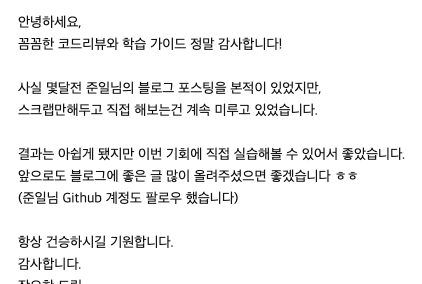 안녕하세요,
꼼꼼한 코드리뷰와 학습 가이드 정말 감사합니다!
사실 몇달전 준일님의 블로그 포스팅을 본적이 있었지만,
스크랩만해두고 직접 해보는건 계속 미루고 있었습니다.
결과는 아쉽게 됐지만 이번 기회에 직접 실습해볼 수 있어서 좋았습니다.
앞으로도 블로그에 좋은 글 많이 올려주셨으면 좋겠습니다 ㅎㅎ
(준일님 Github 계정도 팔로우 했습니다)
항상 건승하시길 기원합니다.
감사합니다.